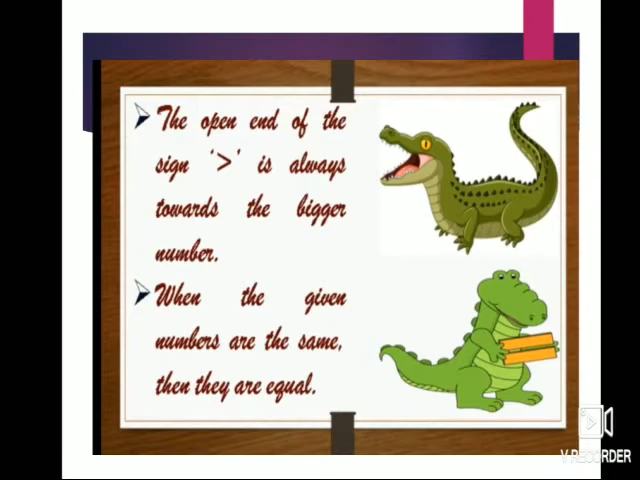 The open end of the
sign '>' is always
towards the bigger
number.
When the given
numbers are the same,
then they are equal.
V.RECORDER